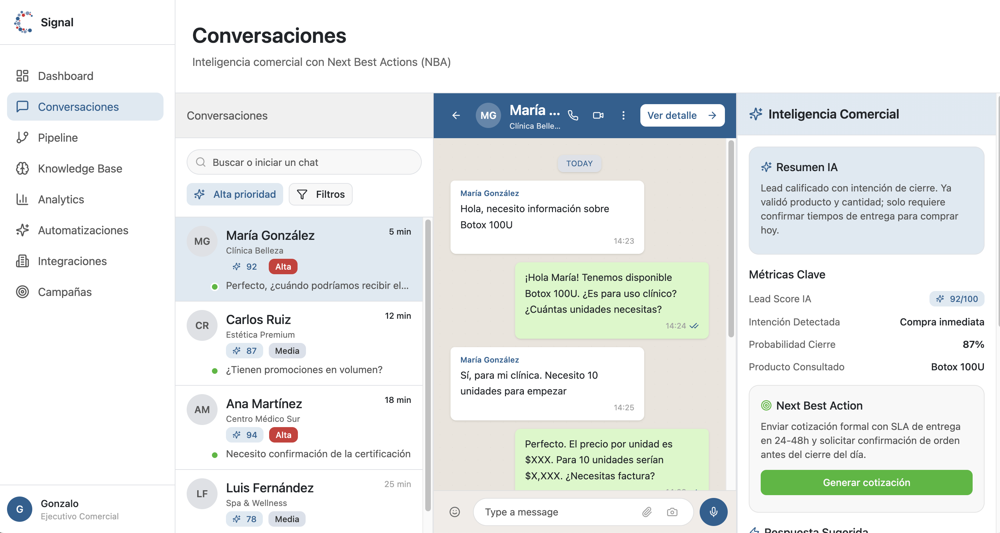 Signal
Dashboard
Conversaciones
Pipeline
Knowledge Base
Analytics
Automatizaciones
Integraciones
Campañas
G
Gonzalo
Ejecutivo Comercial
Conversaciones
Inteligencia comercial con Next Best Actions (NBA)
Conversaciones
Buscar o iniciar un chat
Alta prioridad
Filtros
MG
María González
5 min
Clínica Belleza
92
Alta
Perfecto, ¿cuándo podríamos recibir el...
CR
Carlos Ruiz
12 min
Estética Premium
87
Media
¿Tienen promociones en volumen?
AM
Ana Martínez
18 min
Centro Médico Sur
94
Alta
Necesito confirmación de la certificación
LF
Luis Fernández
25 min
Spa & Wellness
78
Media
MG
María ...
Clínica Belle...
Ver detalle
TODAY
María González
Hola, necesito información sobre
Botox 100U
14:23
¡Hola María! Tenemos disponible
Botox 100U. ¿Es para uso clínico?
¿Cuántas unidades necesitas?
14:24
María González
Sí, para mi clínica. Necesito 10
unidades para empezar
14:25
Perfecto. El precio por unidad es
$XXX. Para 10 unidades serían
$X,XXX. ¿Necesitas factura?
Type a message
Inteligencia Comercial
Resumen IA
Lead calificado con intención de cierre. Ya
validó producto y cantidad; solo requiere
confirmar tiempos de entrega para comprar
hoy.
Métricas Clave
Lead Score IA
92/100
Intención Detectada
Compra inmediata
Probabilidad Cierre
87%
Producto Consultado
Botox 100U
Next Best Action
Enviar cotización formal con SLA de entrega
en 24-48h y solicitar confirmación de orden
antes del cierre del día.
Generar cotización
Respuesta Sugerida